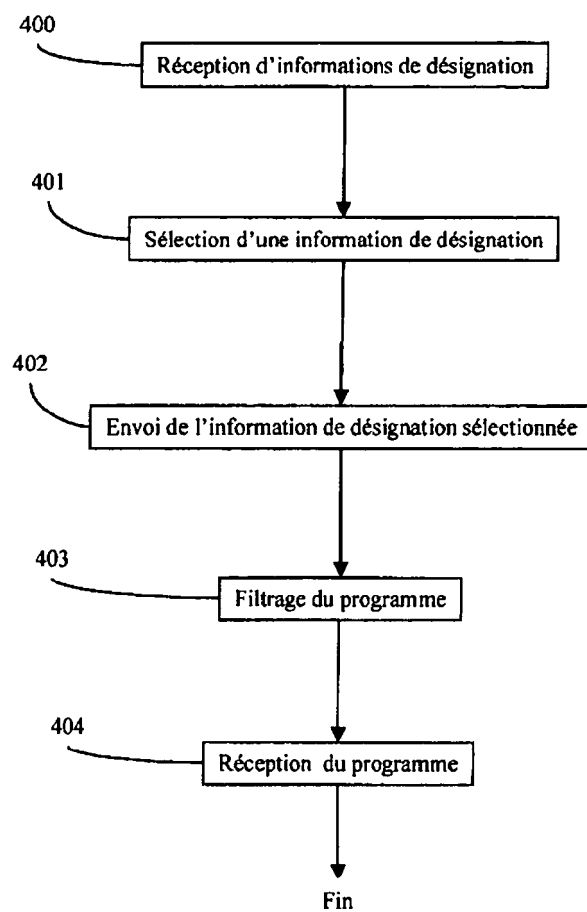 400
Réception d'informations de désignation
401
Sélection d'une information de désignation
402
Envoi de l'information de désignation sélectionnée
403
Filtrage du programme
404
Réception du programme
Fin